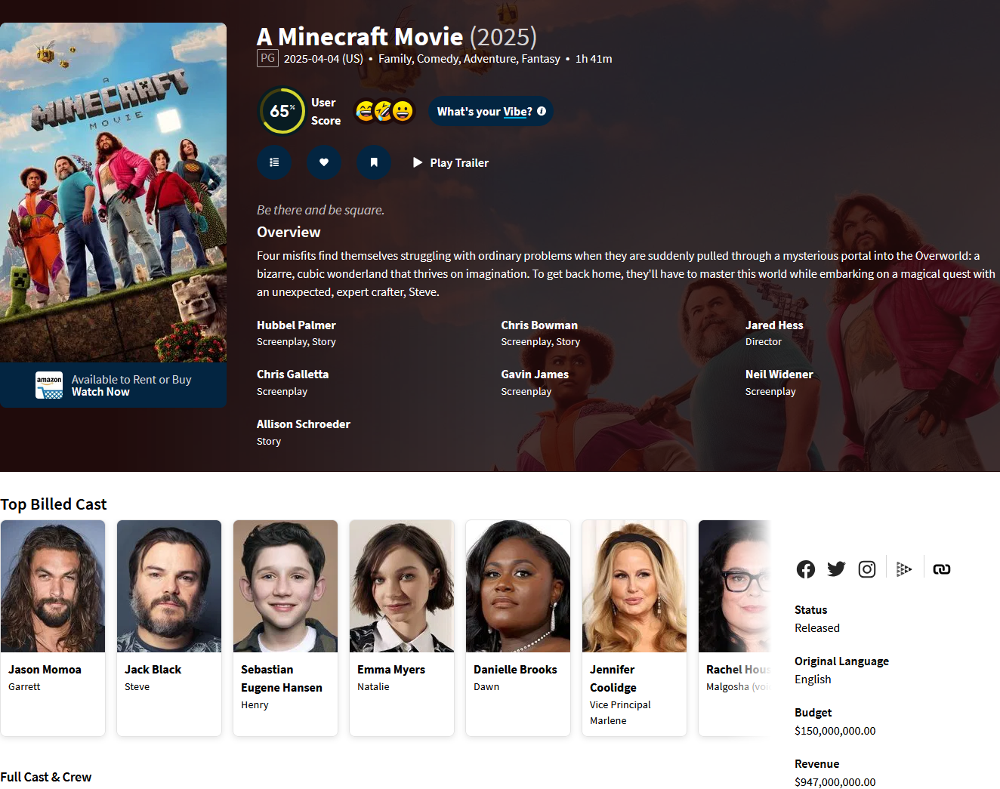 A Minecraft Movie (2025)
PG 2025-04-04 (US) • Family, Comedy, Adventure, Fantasy • 1h 41m
A
MINECRAFT
MOVIE
65%
User
Score
What's your Vibe?
Play Trailer
Be there and be square.
Overview
Four misfits find themselves struggling with ordinary problems when they are suddenly pulled through a mysterious portal into the Overworld: a
bizarre, cubic wonderland that thrives on imagination. To get back home, they'll have to master this world while embarking on a magical quest with
an unexpected, expert crafter, Steve.
Hubbel Palmer
Screenplay, Story
Chris Bowman
Screenplay, Story
Jared Hess
Director
Chris Galletta
Screenplay
Gavin James
Screenplay
Neil Widener
Screenplay
Allison Schroeder
Story
amazon
Available to Rent or Buy
Watch Now
Top Billed Cast
Jason Momoa
Garrett
Jack Black
Steve
Sebastian
Eugene Hansen
Henry
Emma Myers
Natalie
Danielle Brooks
Dawn
Jennifer
Coolidge
Vice Principal
Marlene
Rachel Hous
Malgosha (voi
Full Cast & Crew
Status
Released
Original Language
English
Budget
$150,000,000.00
Revenue
$947,000,000.00